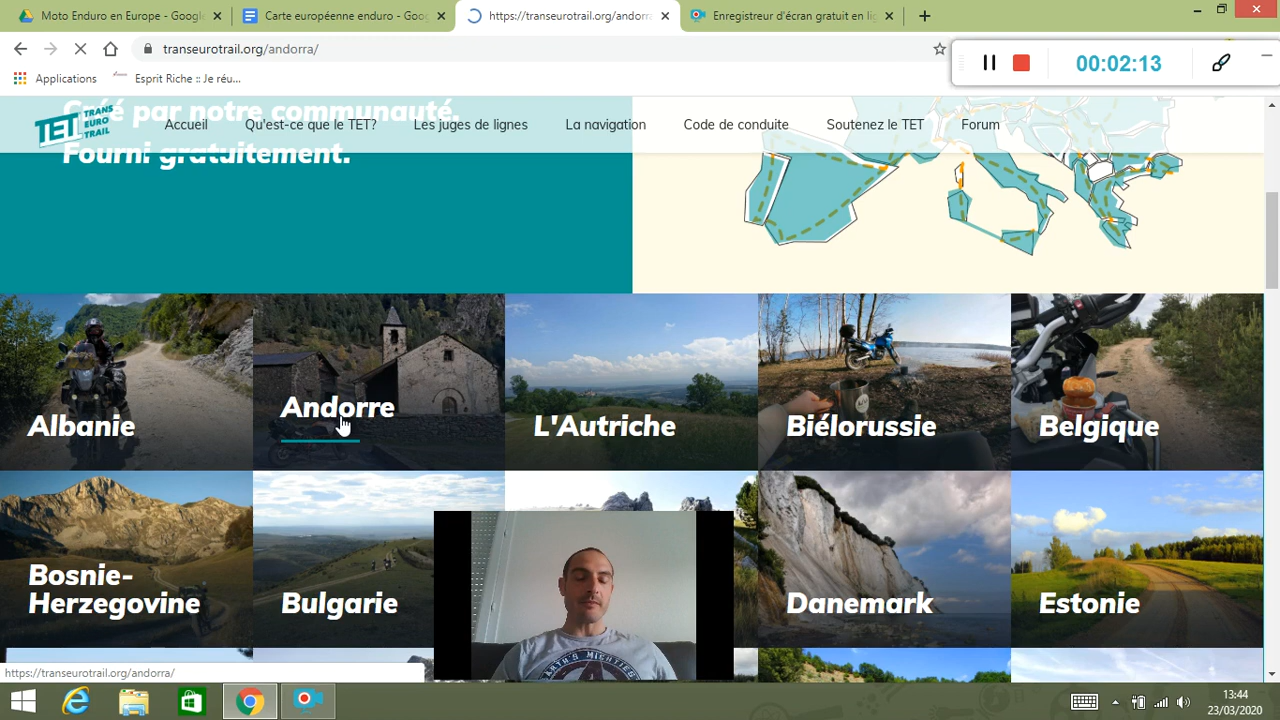 Moto Enduro en Europe - Google
Carte européenne enduro - Goog
https://transeurotrail.org/andorra
Enregistreur d'écran gratuit en lig
transeurotrail.org/andorra/
00:02:13
Applications
Esprit Riche :: Je réu...
Créé par notre communauté.
TET TRANS EURO TRAIL
Accueil
Qu'est-ce que le TET?
Les juges de lignes
La navigation
Code de conduite
Soutenez le TET
Forum
Fourni gratuitement.
Albanie
Andorre
L'Autriche
Biélorussie
Belgique
Bosnie-
Herzegovine
Bulgarie
Danemark
Estonie
https://transeurotrail.org/andorra/
13:44
23/03/2020